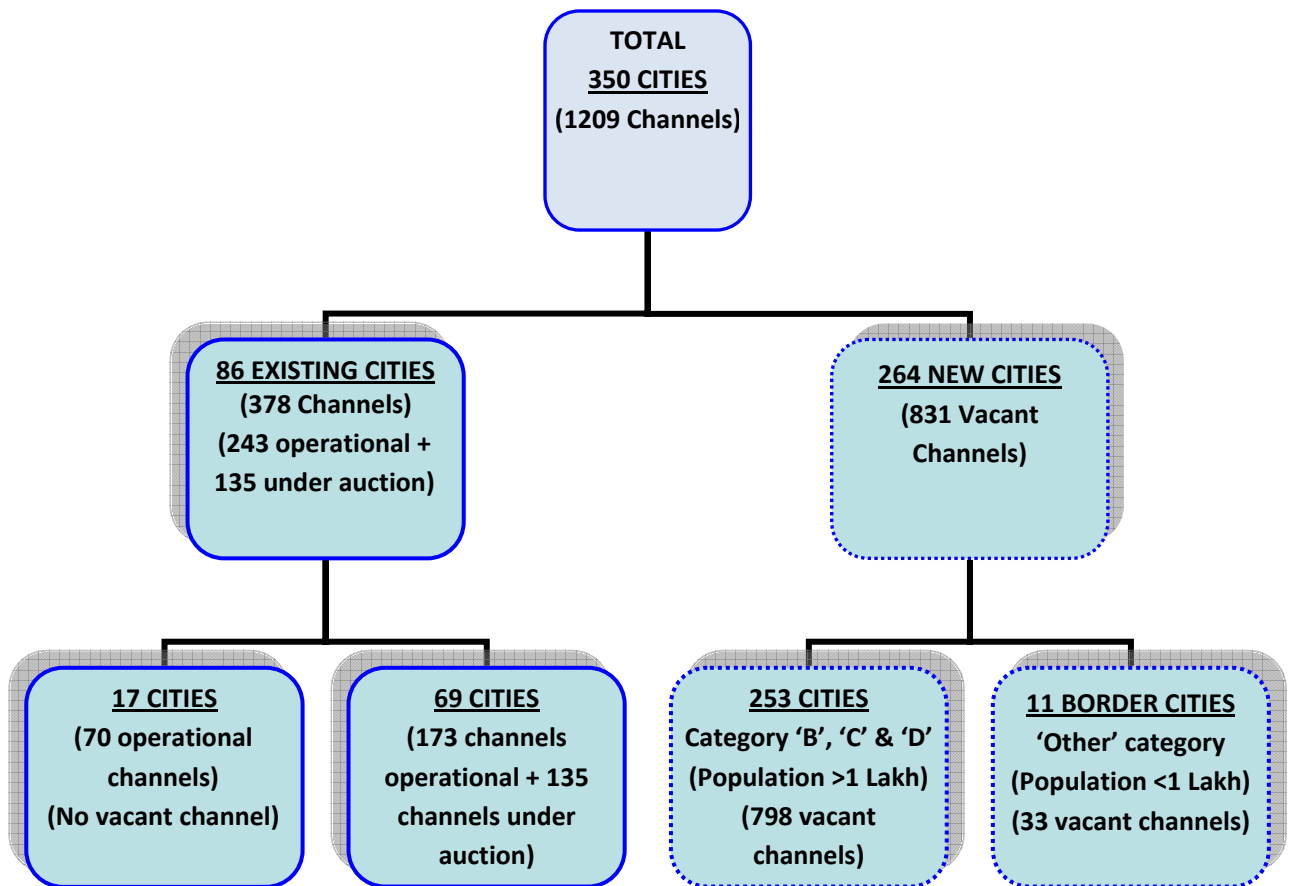 TOTAL
350 CITIES
(1209 Channels)
86 EXISTING CITIES
(378 Channels)
(243 operational +
135 under auction)
264 NEW CITIES
(831 Vacant
Channels)
17 CITIES
(70 operational
channels)
(No vacant channel)
69 CITIES
(173 channels
operational + 135
channels under
auction)
253 CITIES
Category ‘B’, ‘C’ & ‘D’
(Population >1 Lakh)
(798 vacant
channels)
11 BORDER CITIES
‘Other’ category
(Population <1 Lakh)
(33 vacant channels)